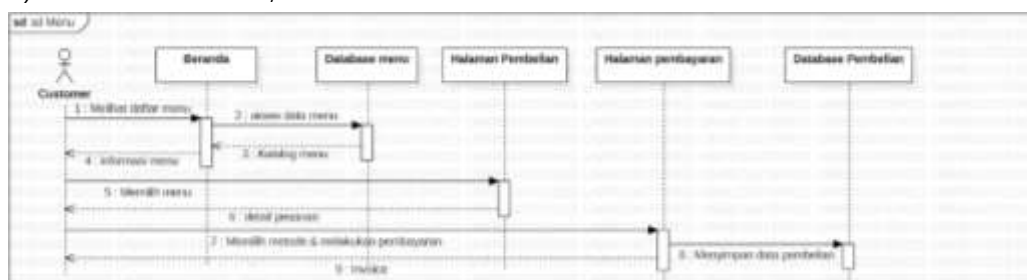 sd sd Menu
Beranda
Database menu
Halaman Pembelian
Halaman pembayaran
Database Pembelian
Customer
1 : Melihat daftar menu
2 : akses data menu
3 : Katalog menu
4 : informasi menu
5 : Memilih menu
6 : detail pesanan
7 : Memilih metode & melakukan pembayaran
8 : Menyimpan data pembelian
9 : Invoice